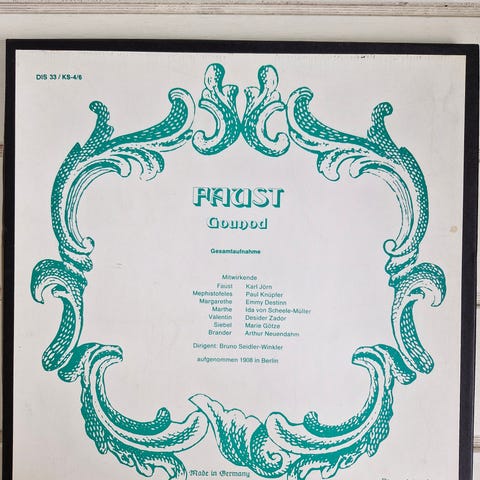 DIS 33 / KS-4/6
FAUST
Gounod
Gesamtaufnahme
Mitwirkende
Faust Karl Jörn
Mephistofeles Paul Knüpfer
Margarethe Emmy Destinn
Marthe Ida von Scheele-Müller
Valentin Desider Zador
Siebel Marie Götze
Brander Arthur Neuendahm
Dirigent: Bruno Seidler-Winkler
aufgenommen 1908 in Berlin
Made in Germany